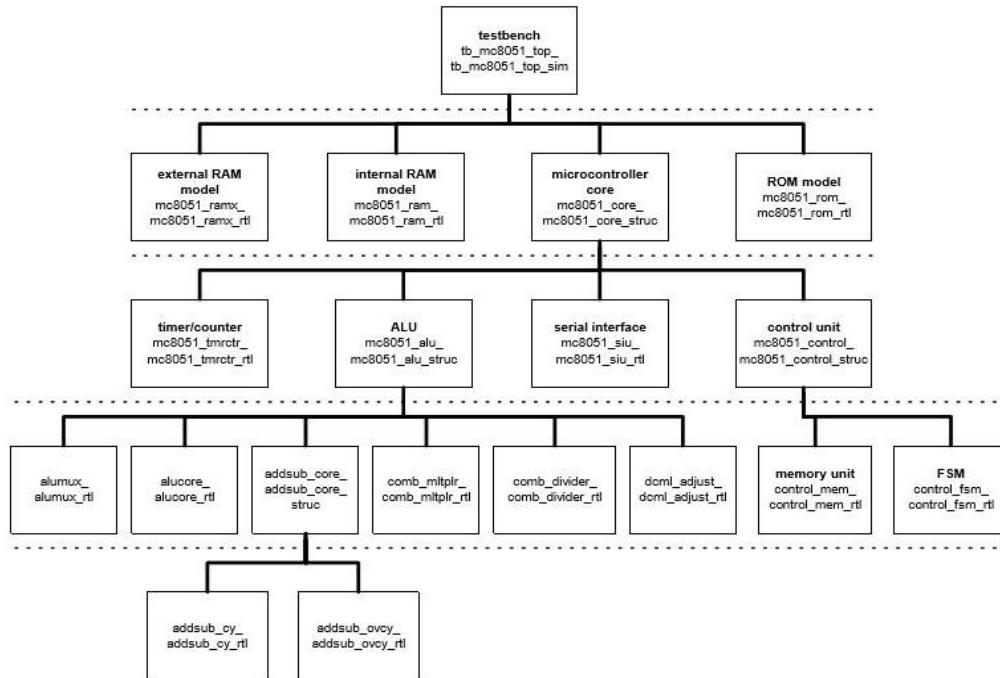 testbench
tb_mc8051_top_
tb_mc8051_top_sim
external RAM
model
mc8051_ramx_
mc8051_ramx_rtl
internal RAM
model
mc8051_ram_
mc8051_ram_rtl
microcontroller
core
mc8051_core_
mc8051_core_struc
ROM model
mc8051_rom_
mc8051_rom_rtl
timer/counter
mc8051_tmrctr_
mc8051_tmrctr_rtl
ALU
mc8051_alu_
mc8051_alu_struc
serial interface
mc8051_siu_
mc8051_siu_rtl
control unit
mc8051_control_
mc8051_control_struc
alumux_
alumux_rtl
alucore_
alucore_rtl
addsub_core_
addsub_core_
struc
comb_mltplr_
comb_mltplr_rtl
comb_divider_
comb_divider_rtl
dcml_adjust_
dcml_adjust_rtl
memory unit
control_mem_
control_mem_rtl
FSM
control_fsm_
control_fsm_rtl
addsub_cy_
addsub_cy_rtl
addsub_ovcy_
addsub_ovcy_rtl